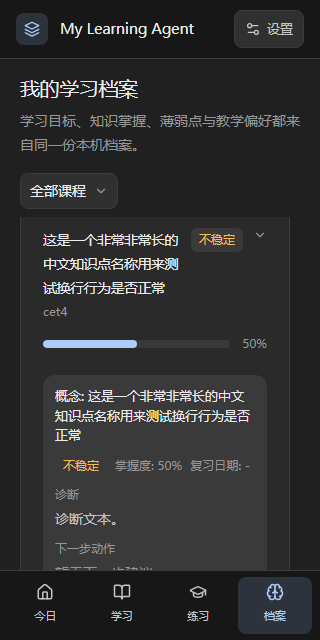 My Learning Agent
设置
我的学习档案
学习目标、知识掌握、薄弱点与教学偏好都来
自同一份本机档案。
全部课程
这是一个非常非常长的
中文知识点名称用来测
试换行行为是否正常
不稳定
cet4
50%
概念: 这是一个非常非常长的中文
知识点名称用来测试换行行为是否
正常
不稳定 掌握度: 50% 复习日期: -
诊断
诊断文本。
下一步动作
今日
学习
练习
档案